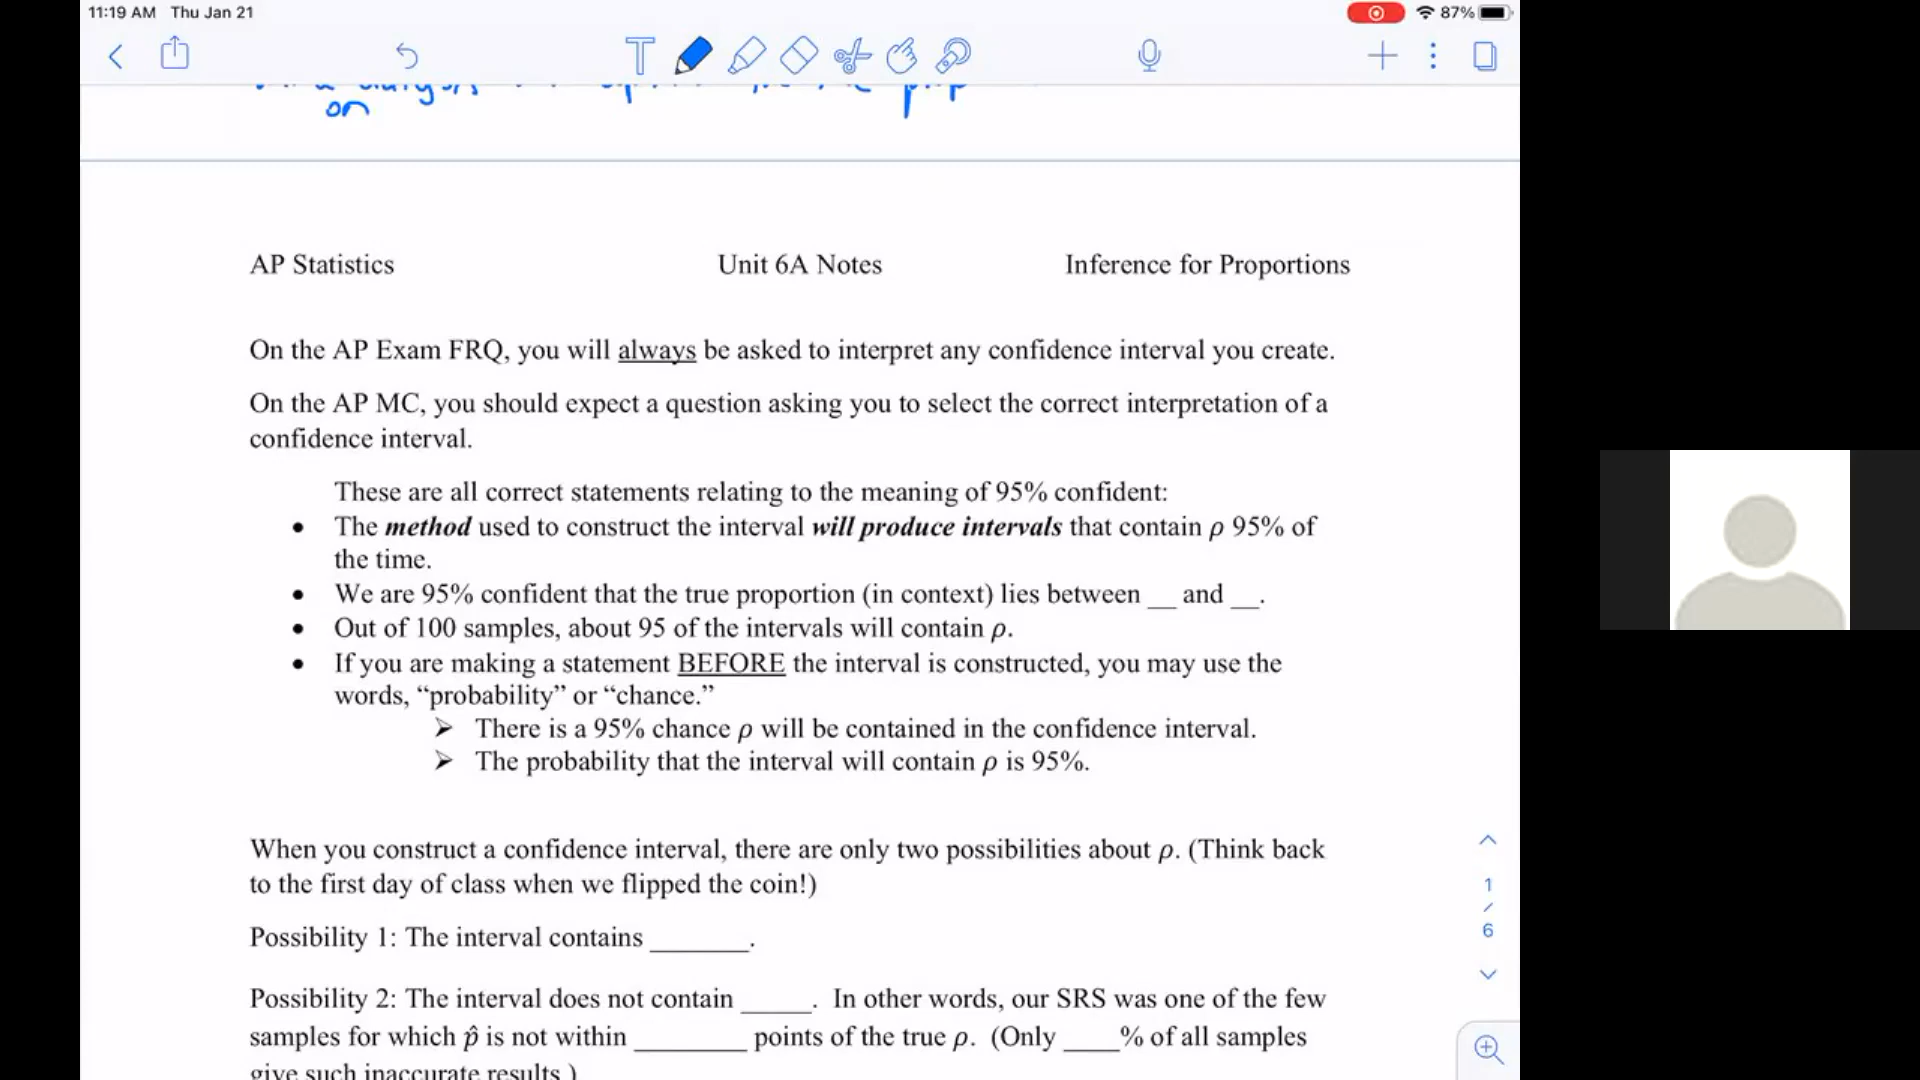 11:19 AM Thu Jan 21
87%
on
AP Statistics Unit 6A Notes Inference for Proportions
On the AP Exam FRQ, you will always be asked to interpret any confidence interval you create.
On the AP MC, you should expect a question asking you to select the correct interpretation of a
confidence interval.
These are all correct statements relating to the meaning of 95% confident:
• The method used to construct the interval will produce intervals that contain ρ 95% of
the time.
• We are 95% confident that the true proportion (in context) lies between __ and __.
• Out of 100 samples, about 95 of the intervals will contain ρ.
• If you are making a statement BEFORE the interval is constructed, you may use the
words, “probability” or “chance.”
➤ There is a 95% chance ρ will be contained in the confidence interval.
➤ The probability that the interval will contain ρ is 95%.
When you construct a confidence interval, there are only two possibilities about ρ. (Think back
to the first day of class when we flipped the coin!)
Possibility 1: The interval contains _______.
Possibility 2: The interval does not contain _____. In other words, our SRS was one of the few
samples for which p̂ is not within ________ points of the true ρ. (Only ____% of all samples
give such inaccurate results.)
1
/
6